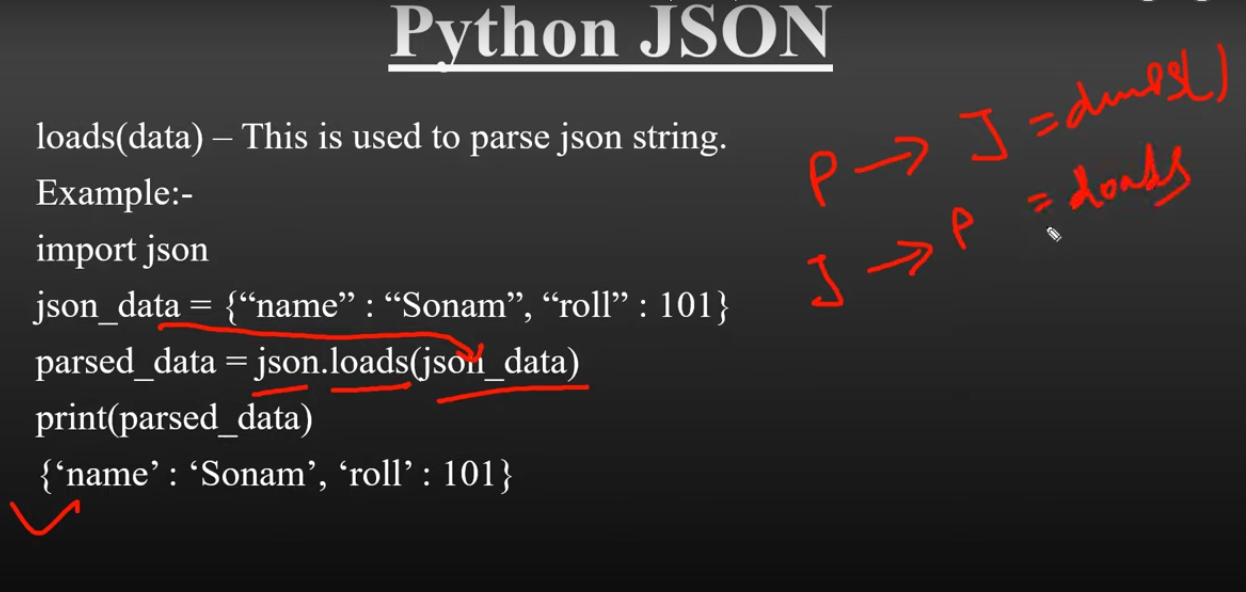 Python JSON
loads(data) – This is used to parse json string.
Example:-
import json
json_data = {“name” : “Sonam”, “roll” : 101}
parsed_data = json.loads(json_data)
print(parsed_data)
{‘name’ : ‘Sonam’, ‘roll’ : 101}
P → J = dumps()
J → P = loads